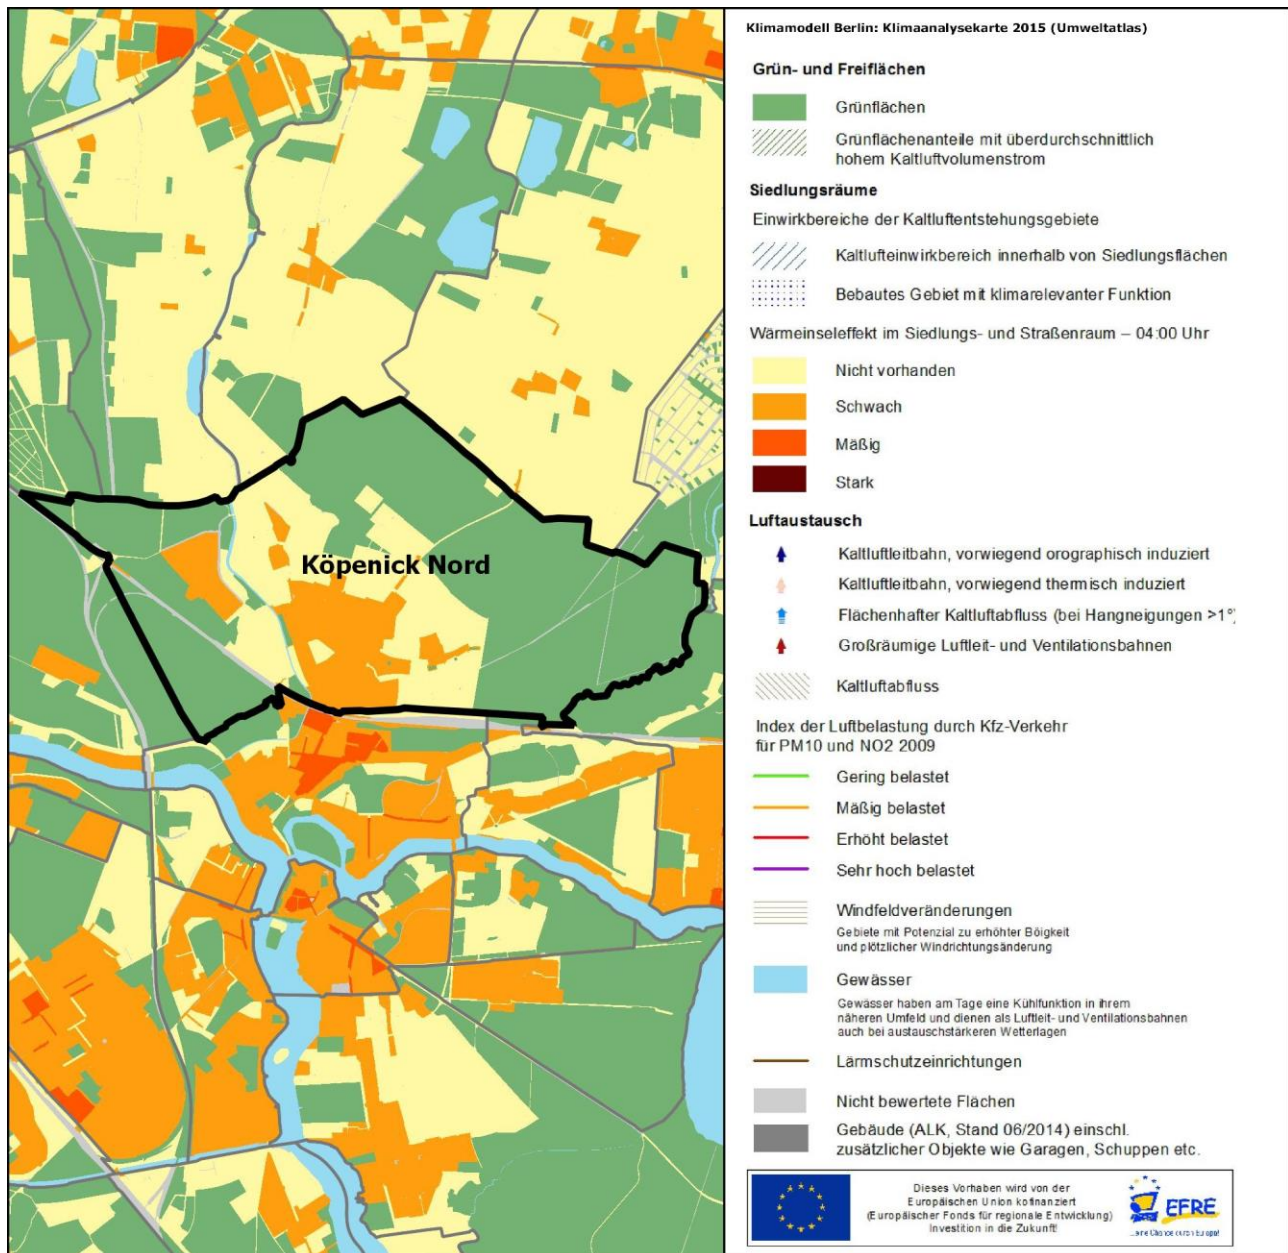 Klimamodell Berlin: Klimaanalysekarte 2015 (Umweltatlas)
Grün- und Freiflächen
Grünflächen
Grünflächenanteile mit überdurchschnittlich
hohem Kaltluftvolumenstrom
Siedlungsräume
Einwirkbereiche der Kaltluftentstehungsgebiete
Kaltlufteinwirkbereich innerhalb von Siedlungsflächen
Bebautes Gebiet mit klimarelevanter Funktion
Wärmeinseleffekt im Siedlungs- und Straßenraum – 04:00 Uhr
Nicht vorhanden
Schwach
Mäßig
Stark
Luftaustausch
Kaltluftleitbahn, vorwiegend orographisch induziert
Kaltluftleitbahn, vorwiegend thermisch induziert
Flächenhafter Kaltluftabfluss (bei Hangneigungen >1°)
Großräumige Luftleit- und Ventilationsbahnen
Kaltluftabfluss
Index der Luftbelastung durch Kfz-Verkehr
für PM10 und NO2 2009
Gering belastet
Mäßig belastet
Erhöht belastet
Sehr hoch belastet
Windfeldveränderungen
Gebiete mit Potenzial zu erhöhter Böigkeit
und plötzlicher Windrichtungsänderung
Gewässer
Gewässer haben am Tage eine Kühlfunktion in ihrem
näheren Umfeld und dienen als Luftleit- und Ventilationsbahnen
auch bei austauschstärkeren Wetterlagen
Lärmschutzeinrichtungen
Nicht bewertete Flächen
Gebäude (ALK, Stand 06/2014) einschl.
zusätzlicher Objekte wie Garagen, Schuppen etc.
Dieses Vorhaben wird von der
Europäischen Union kofinanziert
(Europäischer Fonds für regionale Entwicklung)
Investition in die Zukunft!
EFRE
...eine Chance durch Europa!
Köpenick Nord